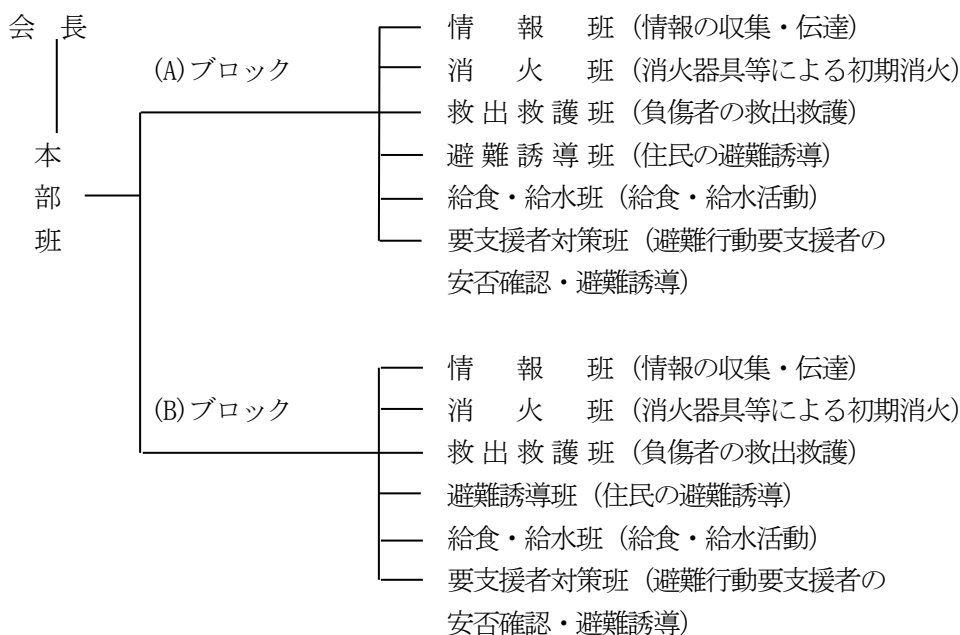 会　長
本
部
班
(A)ブロック
情　報　班（情報の収集・伝達）
消　火　班（消火器具等による初期消火）
救出救護班（負傷者の救出救護）
避難誘導班（住民の避難誘導）
給食・給水班（給食・給水活動）
要支援者対策班（避難行動要支援者の
安否確認・避難誘導）
(B)ブロック
情　報　班（情報の収集・伝達）
消　火　班（消火器具等による初期消火）
救出救護班（負傷者の救出救護）
避難誘導班（住民の避難誘導）
給食・給水班（給食・給水活動）
要支援者対策班（避難行動要支援者の
安否確認・避難誘導）